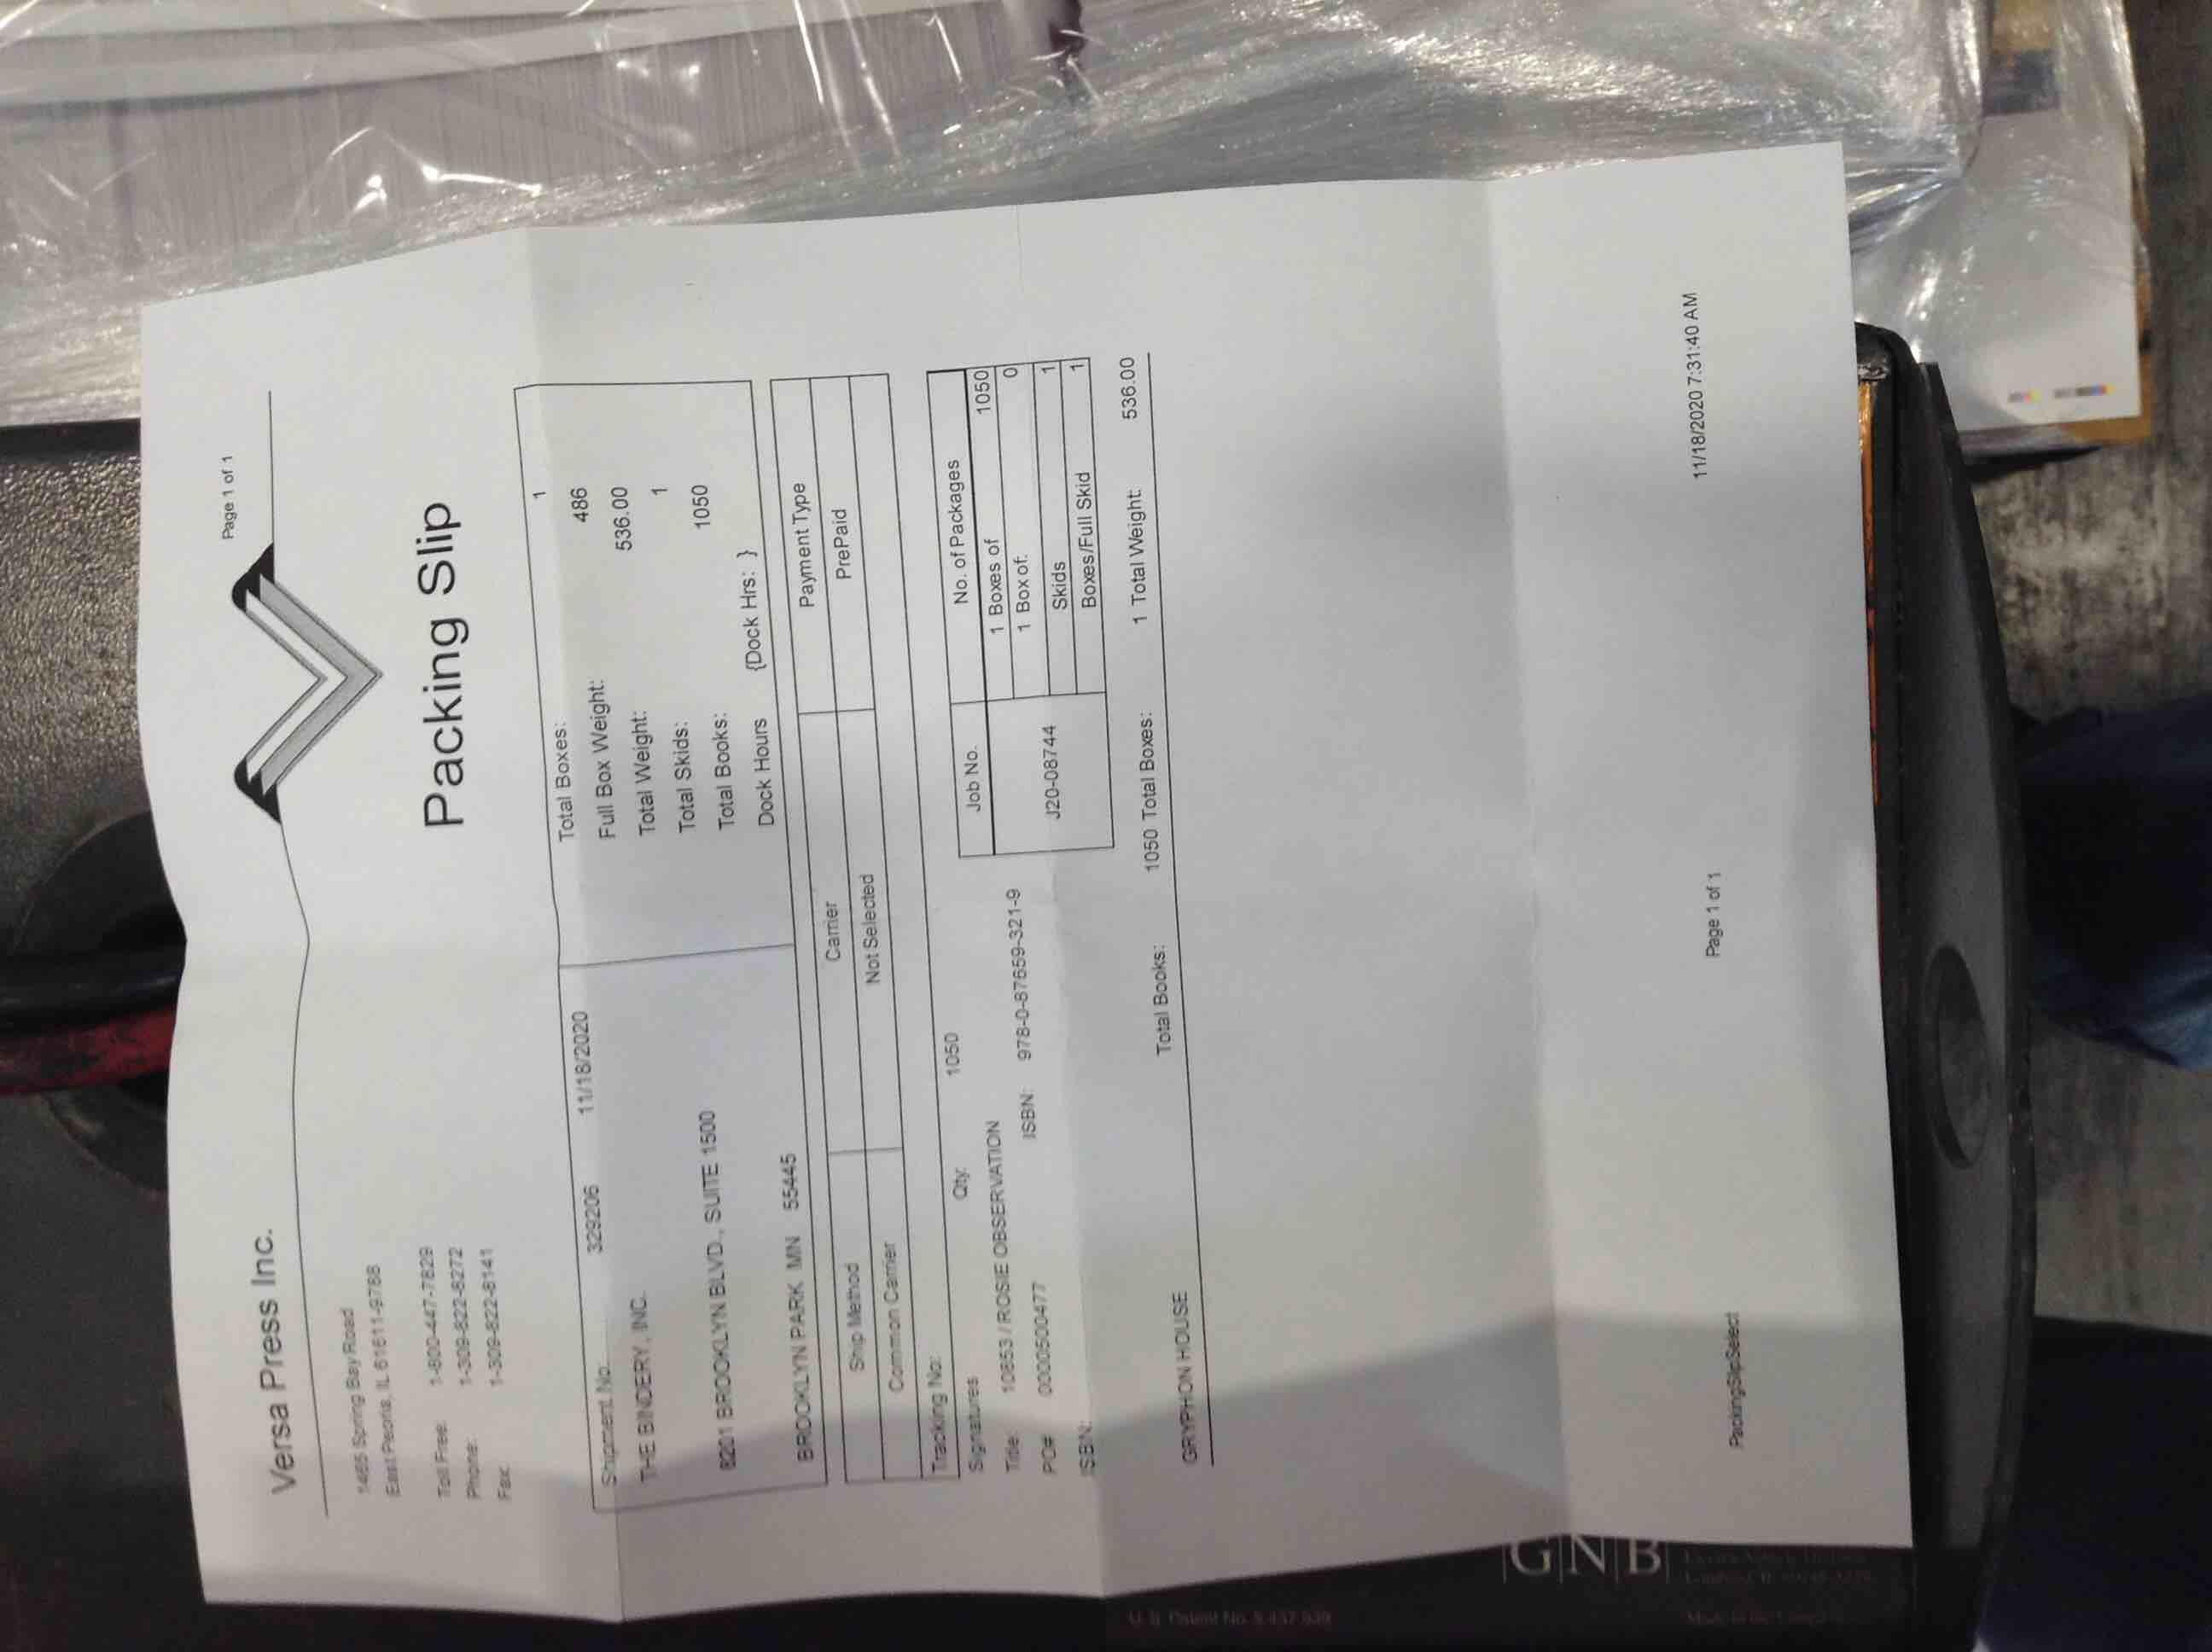 Page 1 of 1
Versa Press Inc.
1465 Spring Bay Road
East Peoria, IL 61611-9788
Toll Free: 1-800-447-7829
Phone: 1-309-822-8272
Fax: 1-309-822-8141
Packing Slip
Shipment No. 329206 11/18/2020
THE BINDERY, INC.
8201 BROOKLYN BLVD., SUITE 1500
BROOKLYN PARK MN 55445
Total Boxes: 1
Full Box Weight: 486
Total Weight: 536.00
Total Skids: 1
Total Books: 1050
Dock Hours {Dock Hrs: }
Ship Method Carrier Payment Type
Common Carrier Not Selected PrePaid
Tracking No:
Signatures Qty: 1050
Title: 10853 / ROSIE OBSERVATION
PO# 00005500477 ISBN: 978-0-87659-321-9
ISBN:
Job No. No. of Packages
J20-08744
1 Boxes of 1050
1 Box of: 0
Skids 1
Boxes/Full Skid 1
GRYPHON HOUSE Total Books: 1050 Total Boxes: 1 Total Weight: 536.00
PackingSlipSelect Page 1 of 1 11/18/2020 7:31:40 AM
GNB
U.S. Patent No. 5,437,939